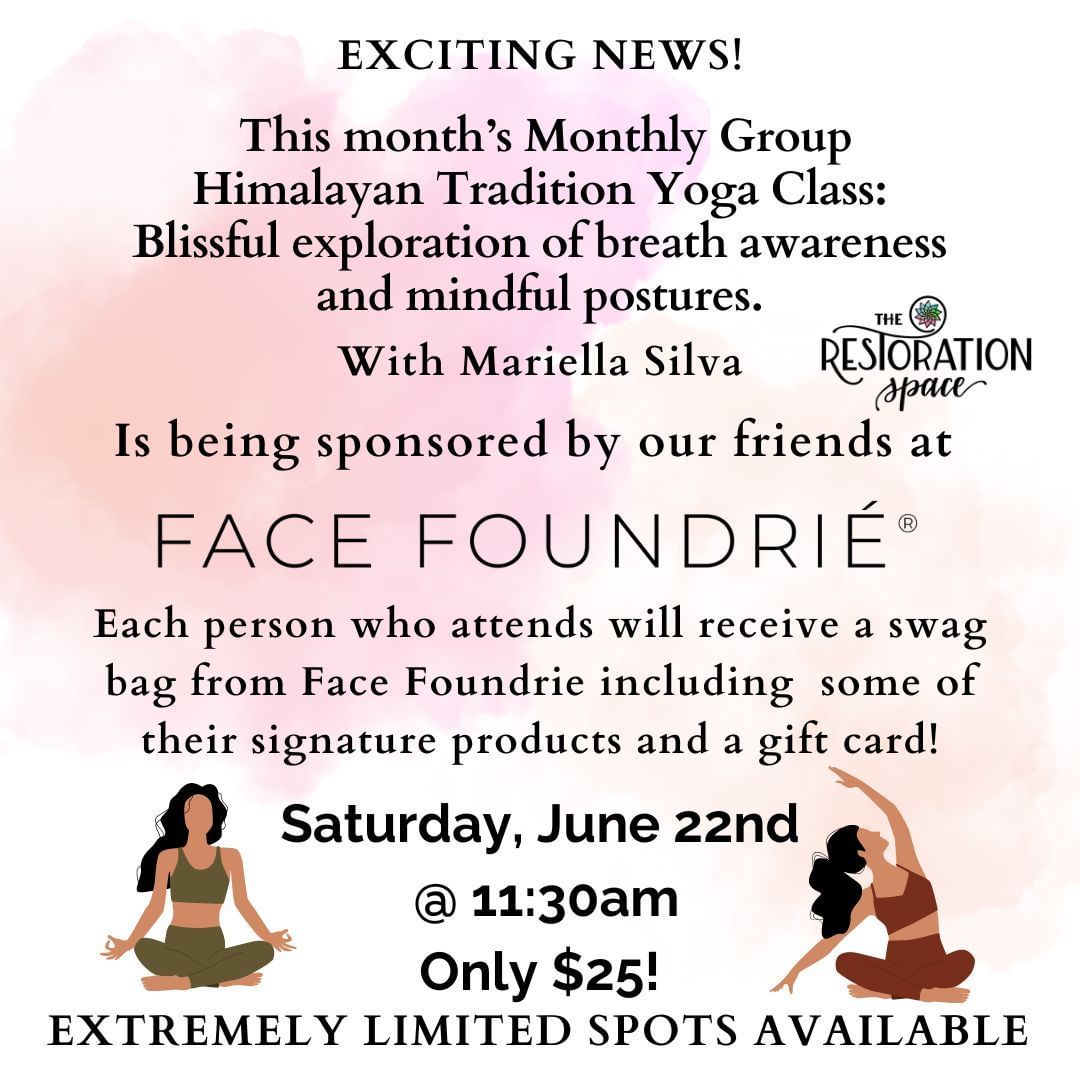 EXCITING NEWS!
This month's Monthly Group
Himalayan Tradition Yoga Class:
Blissful exploration of breath awareness
and mindful postures.
With Mariella Silva
THE
RESTORATION
space
Is being sponsored by our friends at
FACE FOUNDRIÉ®
Each person who attends will receive a swag
bag from Face Foundrie including some of
their signature products and a gift card!
Saturday, June 22nd
@ 11:30am
Only $25!
EXTREMELY LIMITED SPOTS AVAILABLE